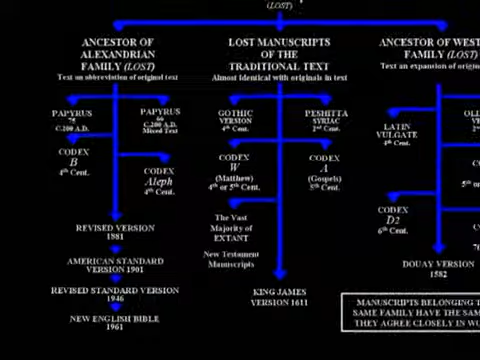 (LOST)
ANCESTOR OF
ALEXANDRIAN
FAMILY (LOST)
Text an abbreviation of original text
LOST MANUSCRIPTS
OF THE
TRADITIONAL TEXT
Almost identical with originals in text
ANCESTOR OF WEST
FAMILY (LOST)
Text an expansion of origin
PAPYRUS
75
C.200 A.D.
PAPYRUS
66
C.200 A.D.
Mixed Text
GOTHIC
VERSION
4th Cent.
PESHITTA
SYRIAC
2nd Cent.
LATIN
VULGATE
4th Cent.
CODEX
B
4th Cent.
CODEX
Aleph
4th Cent.
CODEX
W
(Matthew)
4th or 5th Cent.
CODEX
A
(Gospels)
5th Cent.
CODEX
D2
6th Cent.
The Vast
Majority of
EXTANT
New Testament
Manuscripts
REVISED VERSION
1881
AMERICAN STANDARD
VERSION 1901
REVISED STANDARD VERSION
1946
NEW ENGLISH BIBLE
1961
KING JAMES
VERSION 1611
DOUAY VERSION
1582
MANUSCRIPTS BELONGING T
SAME FAMILY HAVE THE SAM
THEY AGREE CLOSELY IN WO